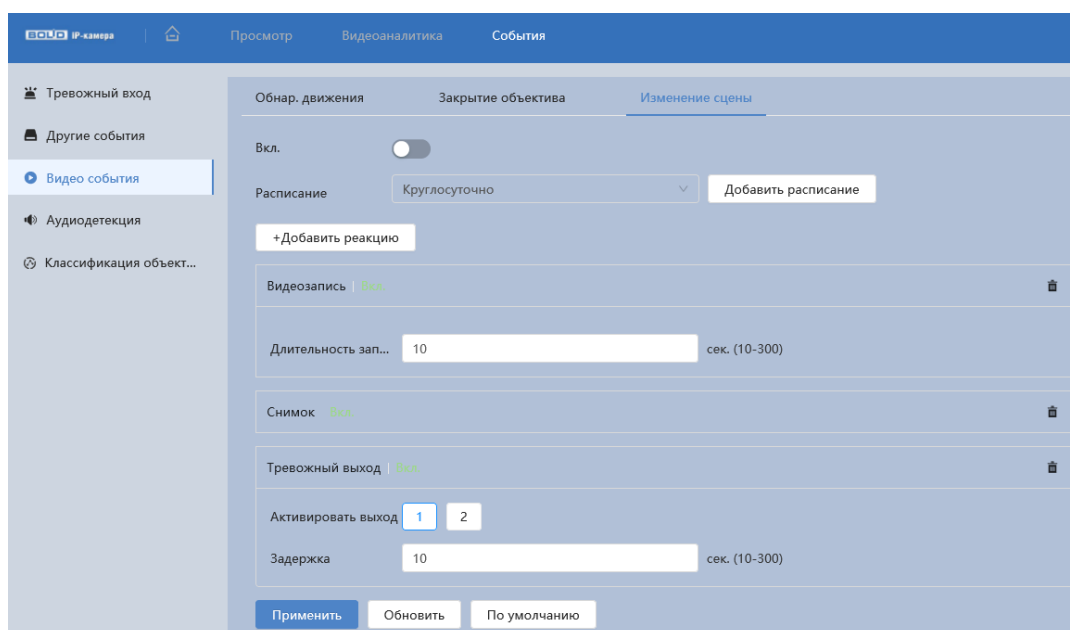 BOLID IP-камера
Просмотр
Видеоаналитика
События
Тревожный вход
Другие события
Видео события
Аудиодетекция
Классификация объект...
Обнар. движения
Закрытие объектива
Изменение сцены
Вкл.
Расписание
Круглосуточно
Добавить расписание
+Добавить реакцию
Видеозапись
Длительность зап...
10
сек. (10-300)
Снимок
Тревожный выход
Активировать выход
1
2
Задержка
10
сек. (10-300)
Применить
Обновить
По умолчанию